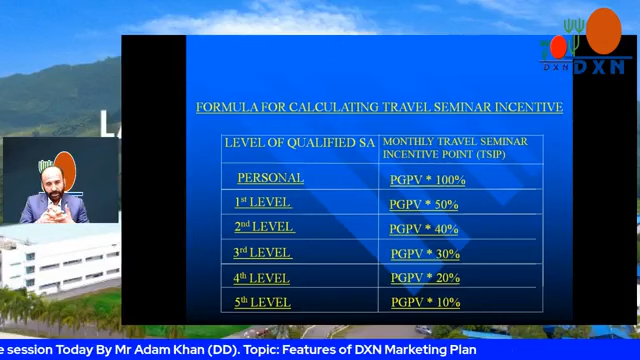 DXN
DXN
LA
FORMULA FOR CALCULATING TRAVEL SEMINAR INCENTIVE
LEVEL OF QUALIFIED SA
MONTHLY TRAVEL SEMINAR
INCENTIVE POINT (TSIP)
PERSONAL
PGPV * 100%
1st LEVEL
PGPV * 50%
2nd LEVEL
PGPV * 40%
3rd LEVEL
PGPV * 30%
4th LEVEL
PGPV * 20%
5th LEVEL
PGPV * 10%
e session Today By Mr Adam Khan (DD). Topic: Features of DXN Marketing Plan